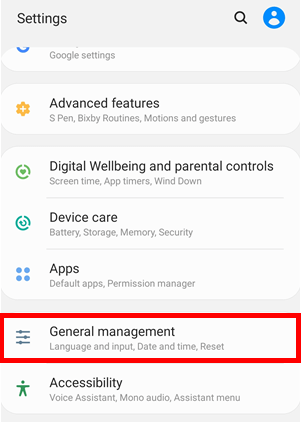 Settings
Google settings
Advanced features
S Pen, Bixby Routines, Motions and gestures
Digital Wellbeing and parental controls
Screen time, App timers, Wind Down
Device care
Battery, Storage, Memory, Security
Apps
Default apps, Permission manager
General management
Language and input, Date and time, Reset
Accessibility
Voice Assistant, Mono audio, Assistant menu